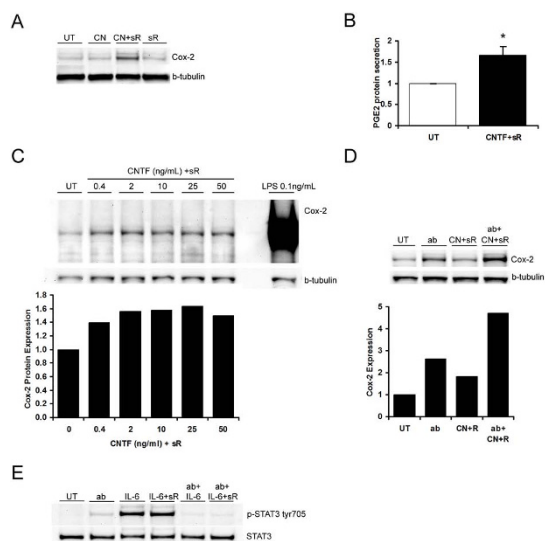 A
UT CN CN+sR sR
Cox-2
b-tubulin
B
PGE2 protein secretion
2
1.5
1
0.5
0
*
UT CNTF+sR
C
CNTF (ng/mL) +sR
UT 0.4 2 10 25 50 LPS 0.1ng/mL
Cox-2
b-tubulin
Cox-2 Protein Expression
1.8
1.6
1.4
1.2
1.0
0.8
0.6
0.4
0.2
0.0
0 0.4 2 10 25 50
CNTF (ng/ml) + sR
D
UT ab CN+sR ab+
CN+sR
Cox-2
b-tubulin
Cox-2 Expression
5
4
3
2
1
0
UT ab CN+R ab+
CN+R
E
UT ab IL-6 IL-6+sR ab+
IL-6 ab+
IL-6+sR
p-STAT3 tyr705
STAT3